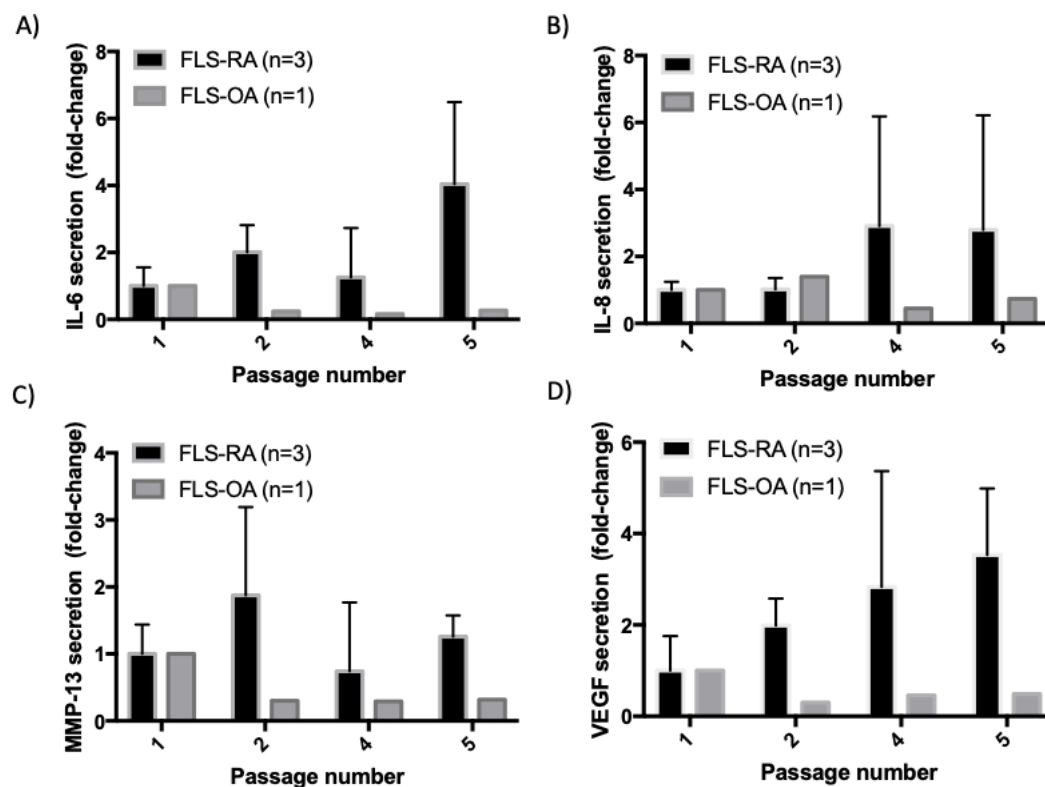 A)
IL-6 secretion (fold-change)
8
6
4
2
0
FLS-RA (n=3)
FLS-OA (n=1)
1
2
4
5
Passage number
B)
IL-8 secretion (fold-change)
8
6
4
2
0
FLS-RA (n=3)
FLS-OA (n=1)
1
2
4
5
Passage number
C)
MMP-13 secretion (fold-change)
4
3
2
1
0
FLS-RA (n=3)
FLS-OA (n=1)
1
2
4
5
Passage number
D)
VEGF secretion (fold-change)
6
4
2
0
FLS-RA (n=3)
FLS-OA (n=1)
1
2
4
5
Passage number